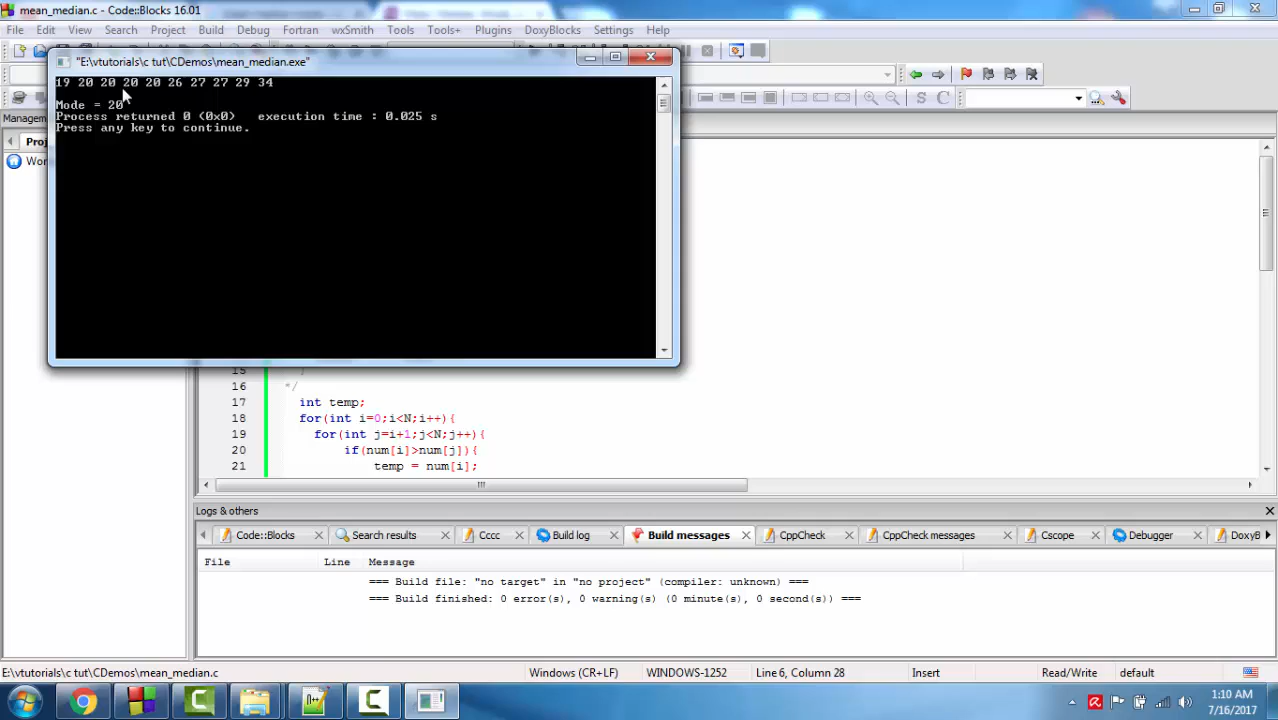 mean_median.c - Code::Blocks 16.01
File Edit View Search Project Build Debug Fortran wxSmith Tools Tools+ Plugins DoxyBlocks Settings Help
"E:\vtutorials\c tut\CDemos\mean_median.exe"
19 20 20 20 20 26 27 27 29 34
Mode = 20
Process returned 0 (0x0) execution time : 0.025 s
Press any key to continue.
S C
15
16 */
17 int temp;
18 for(int i=0;i<N;i++){
19 for(int j=i+1;j<N;j++){
20 if(num[i]>num[j]){
21 temp = num[i];
Logs & others
Code::Blocks Search results Cccc Build log Build messages CppCheck CppCheck messages Cscope Debugger DoxyB
File Line Message
=== Build file: "no target" in "no project" (compiler: unknown) ===
=== Build finished: 0 error(s), 0 warning(s) (0 minute(s), 0 second(s)) ===
E:\vtutorials\c tut\CDemos\mean_median.c Windows (CR+LF) WINDOWS-1252 Line 6, Column 28 Insert Read/Write default
1:10 AM
7/16/2017